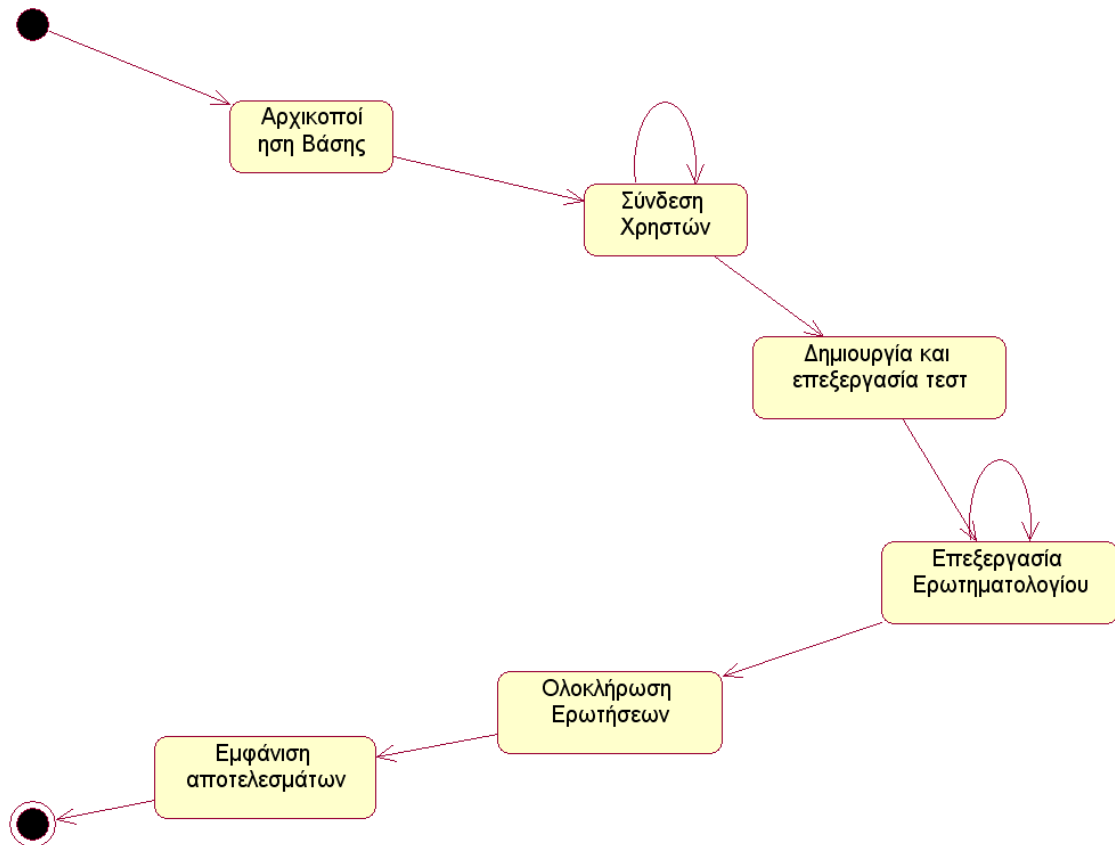 Αρχικοποί
ηση Βάσης
Σύνδεση
Χρηστών
Δημιουργία και
επεξεργασία τεστ
Επεξεργασία
Ερωτηματολογίου
Ολοκλήρωση
Ερωτήσεων
Εμφάνιση
αποτελεσμάτων